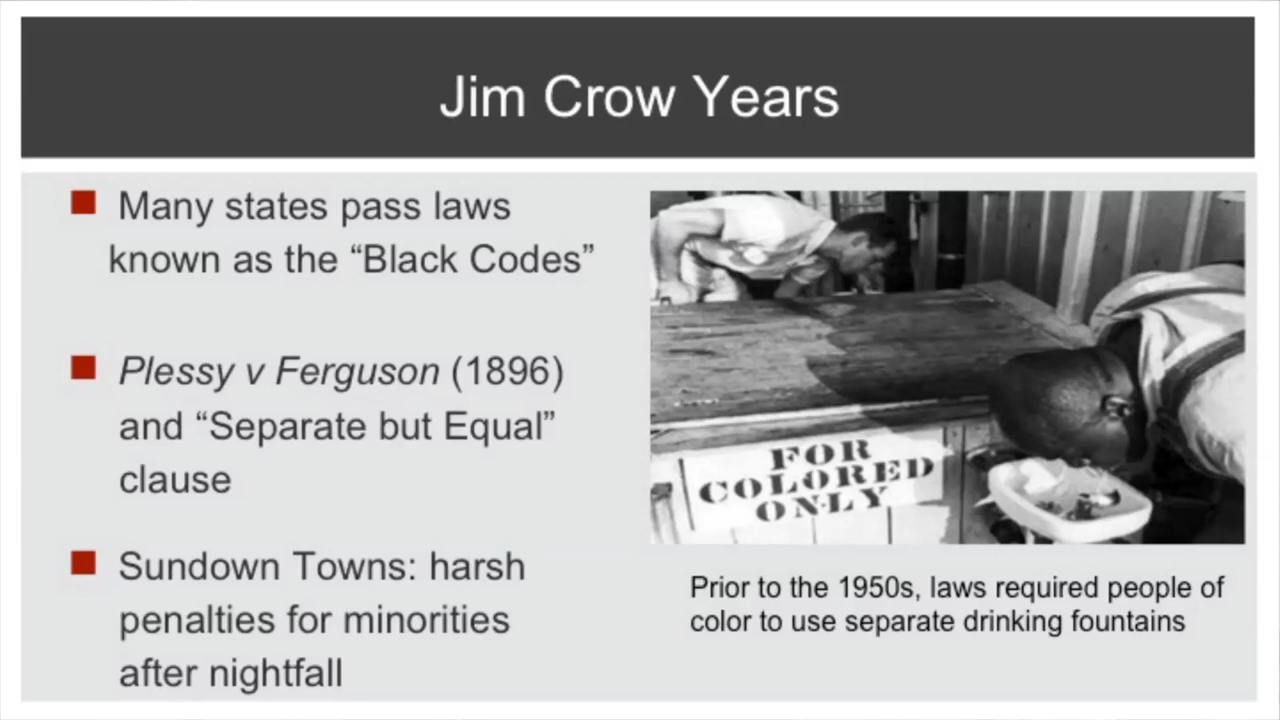 Jim Crow Years
Many states pass laws
known as the “Black Codes”
Plessy v Ferguson (1896)
and “Separate but Equal”
clause
Sundown Towns: harsh
penalties for minorities
after nightfall
FOR
COLORED
ONLY
Prior to the 1950s, laws required people of
color to use separate drinking fountains